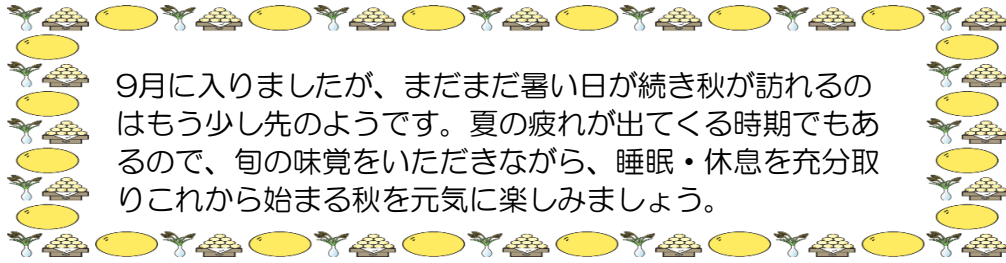 9月に入りましたが、まだまだ暑い日が続き秋が訪れるの
はもう少し先のようです。夏の疲れが出てくる時期でもあ
るので、旬の味覚をいただきながら、睡眠・休息を充分取
りこれから始まる秋を元気に楽しみましょう。